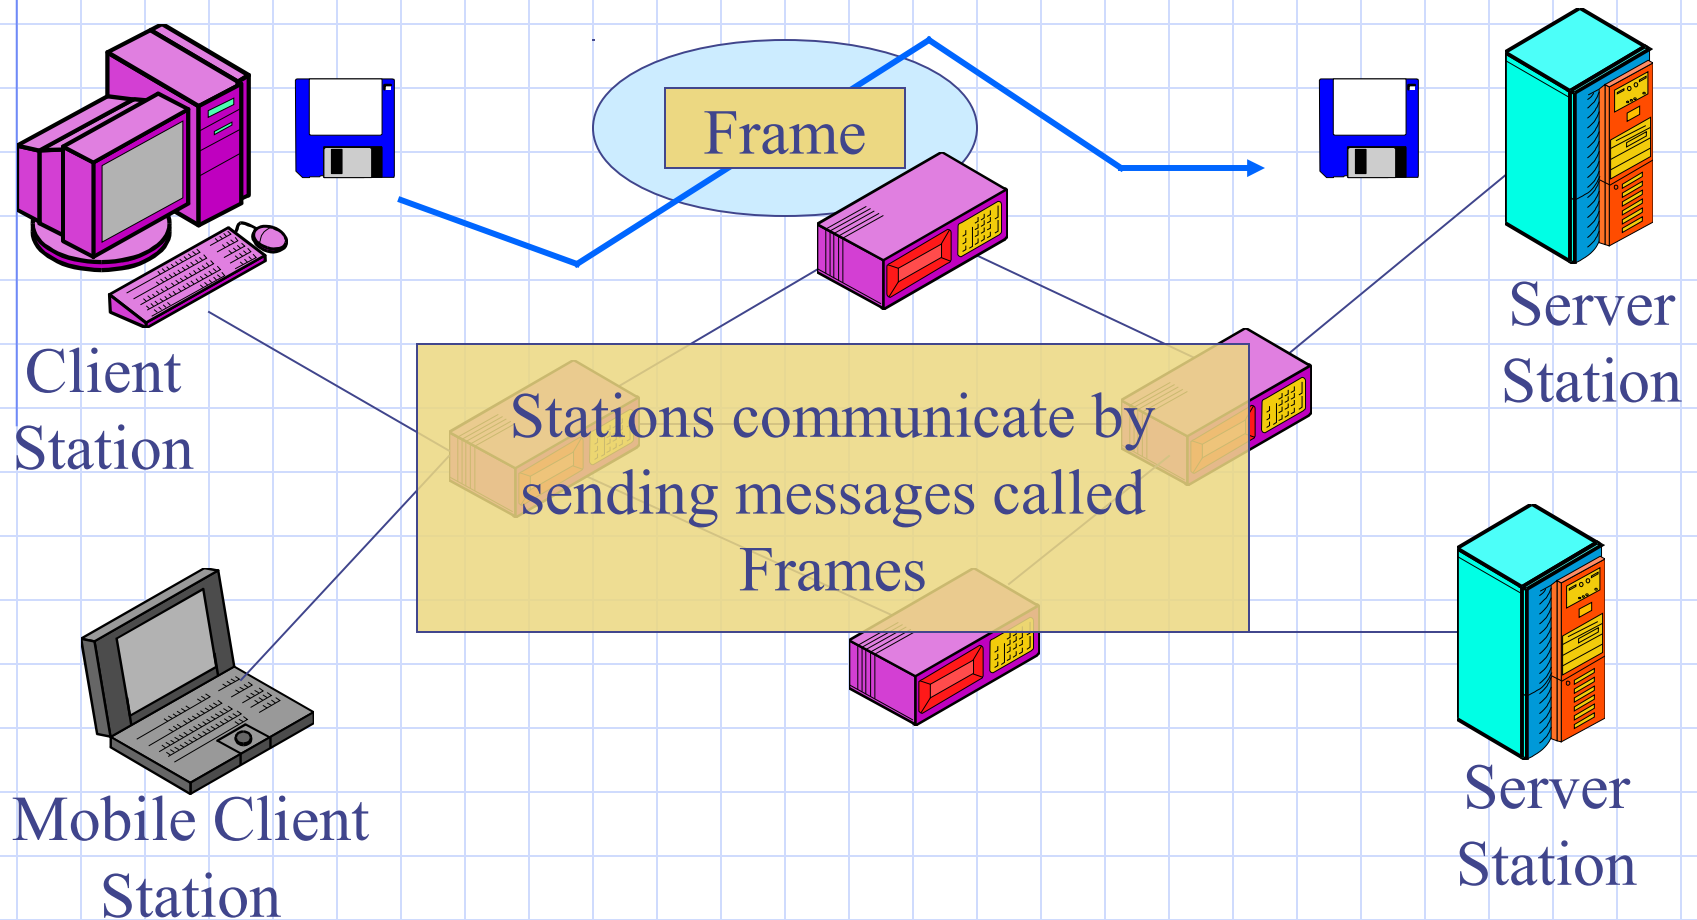 Frame
Server
Station
Client
Station
Stations communicate by
sending messages called
Frames
Mobile Client
Station
Server
Station